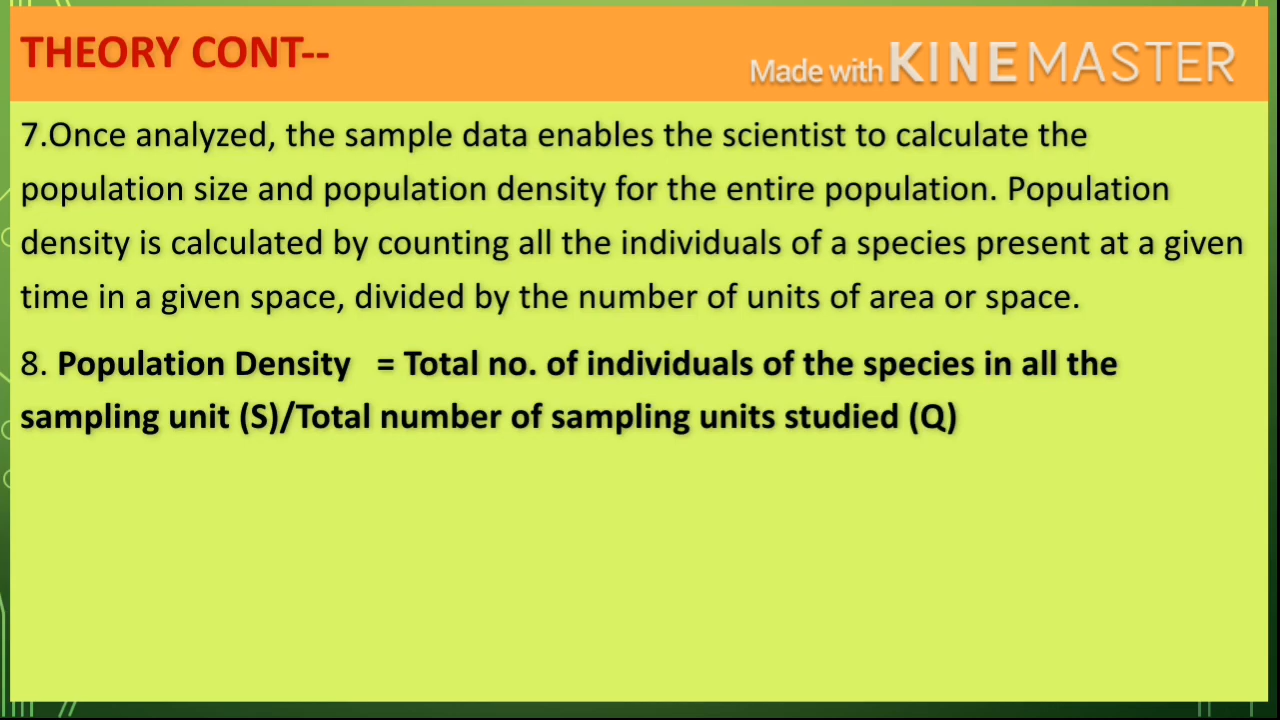 THEORY CONT--
Made with KINEMASTER
7.Once analyzed, the sample data enables the scientist to calculate the
population size and population density for the entire population. Population
density is calculated by counting all the individuals of a species present at a given
time in a given space, divided by the number of units of area or space.
8. Population Density = Total no. of individuals of the species in all the
sampling unit (S)/Total number of sampling units studied (Q)